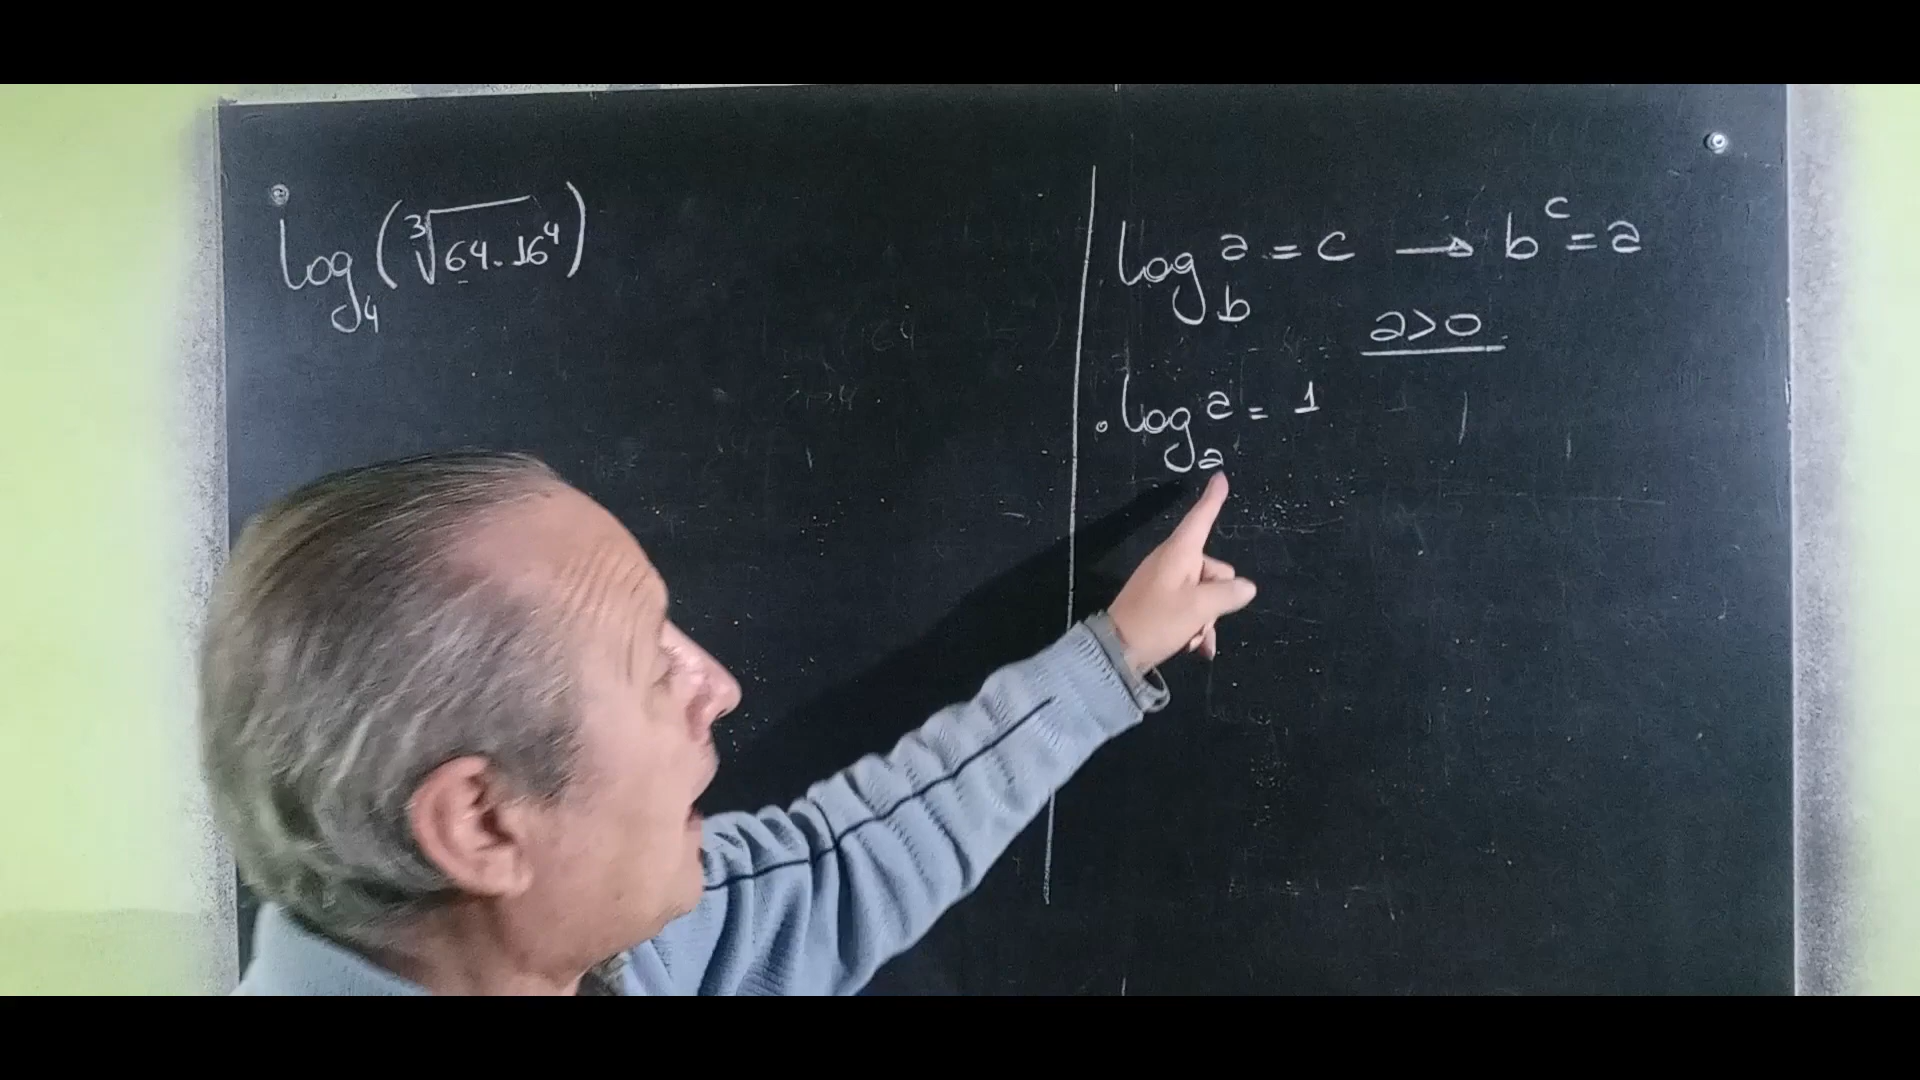 log₄(∛64.16⁴)
log_b a = c → b^c = a
a>0
. log_a a = 1